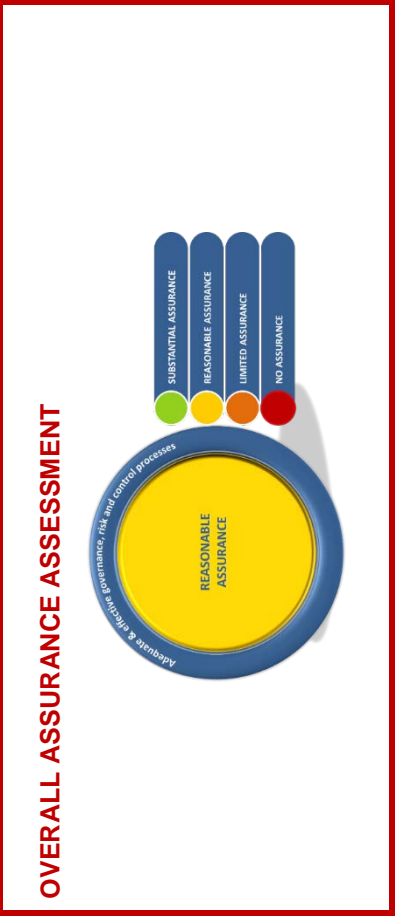 OVERALL ASSURANCE ASSESSMENT
Adequate & effective governance, risk and control processes
REASONABLE
ASSURANCE
SUBSTANTIAL ASSURANCE
REASONABLE ASSURANCE
LIMITED ASSURANCE
NO ASSURANCE